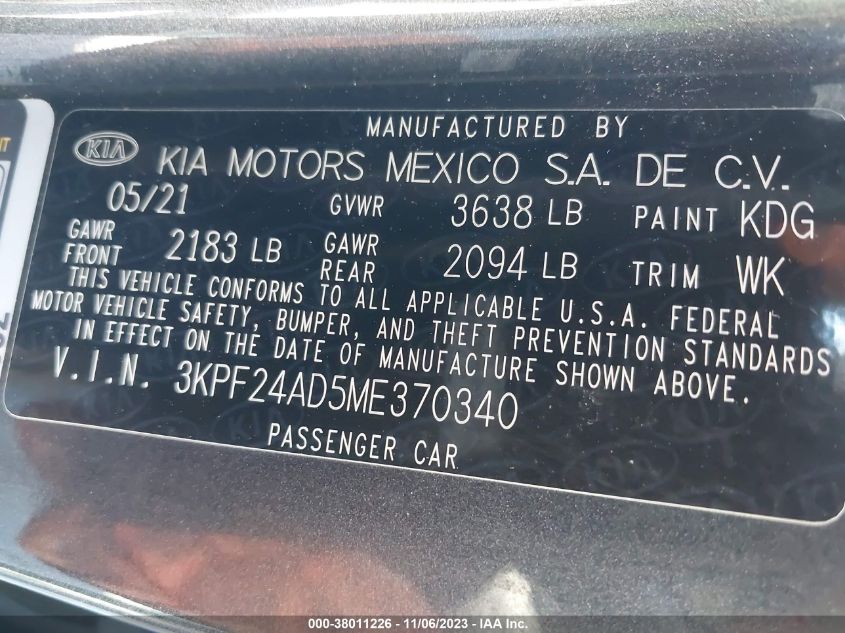 MANUFACTURED BY
KIA KIA MOTORS MEXICO S.A. DE C.V.
05/21 GVWR 3638 LB PAINT KDG
GAWR FRONT 2183 LB GAWR REAR 2094 LB TRIM WK
THIS VEHICLE CONFORMS TO ALL APPLICABLE U.S.A. FEDERAL
MOTOR VEHICLE SAFETY, BUMPER, AND THEFT PREVENTION STANDARDS
IN EFFECT ON THE DATE OF MANUFACTURE SHOWN ABOVE.
V.I.N. 3KPF24AD5ME370340
PASSENGER CAR
000-38011226 - 11/06/2023 - IAA Inc.